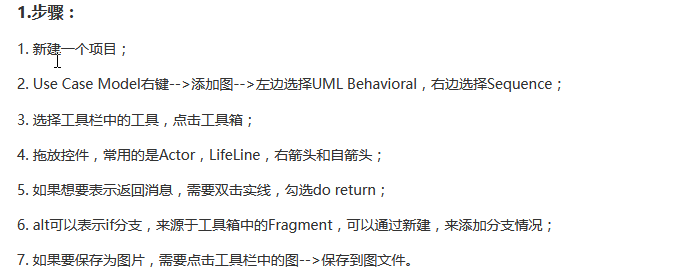 1.步骤：
1. 新建一个项目；
2. Use Case Model右键-->添加图-->左边选择UML Behavioral，右边选择Sequence；
3. 选择工具栏中的工具，点击工具箱；
4. 拖放控件，常用的是Actor，LifeLine，右箭头和自箭头；
5. 如果想要表示返回消息，需要双击实线，勾选do return；
6. alt可以表示if分支，来源于工具箱中的Fragment，可以通过新建，来添加分支情况；
7. 如果要保存为图片，需要点击工具栏中的图-->保存到图文件。